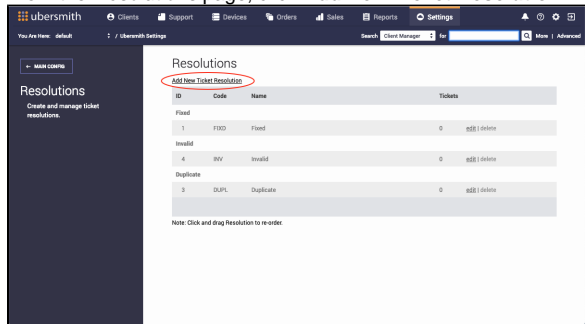 ubersmith
Clients Support Devices Orders Sales Reports Settings
You Are Here: default / Ubersmith Settings Search Client Manager for More | Advanced
← MAIN CONFIG
Resolutions
Create and manage ticket
resolutions.
Resolutions
Add New Ticket Resolution
ID Code Name Tickets
Fixed
1 FIXD Fixed 0 edit | delete
Invalid
4 INV Invalid 0 edit | delete
Duplicate
3 DUPL Duplicate 0 edit | delete
Note: Click and drag Resolution to re-order.